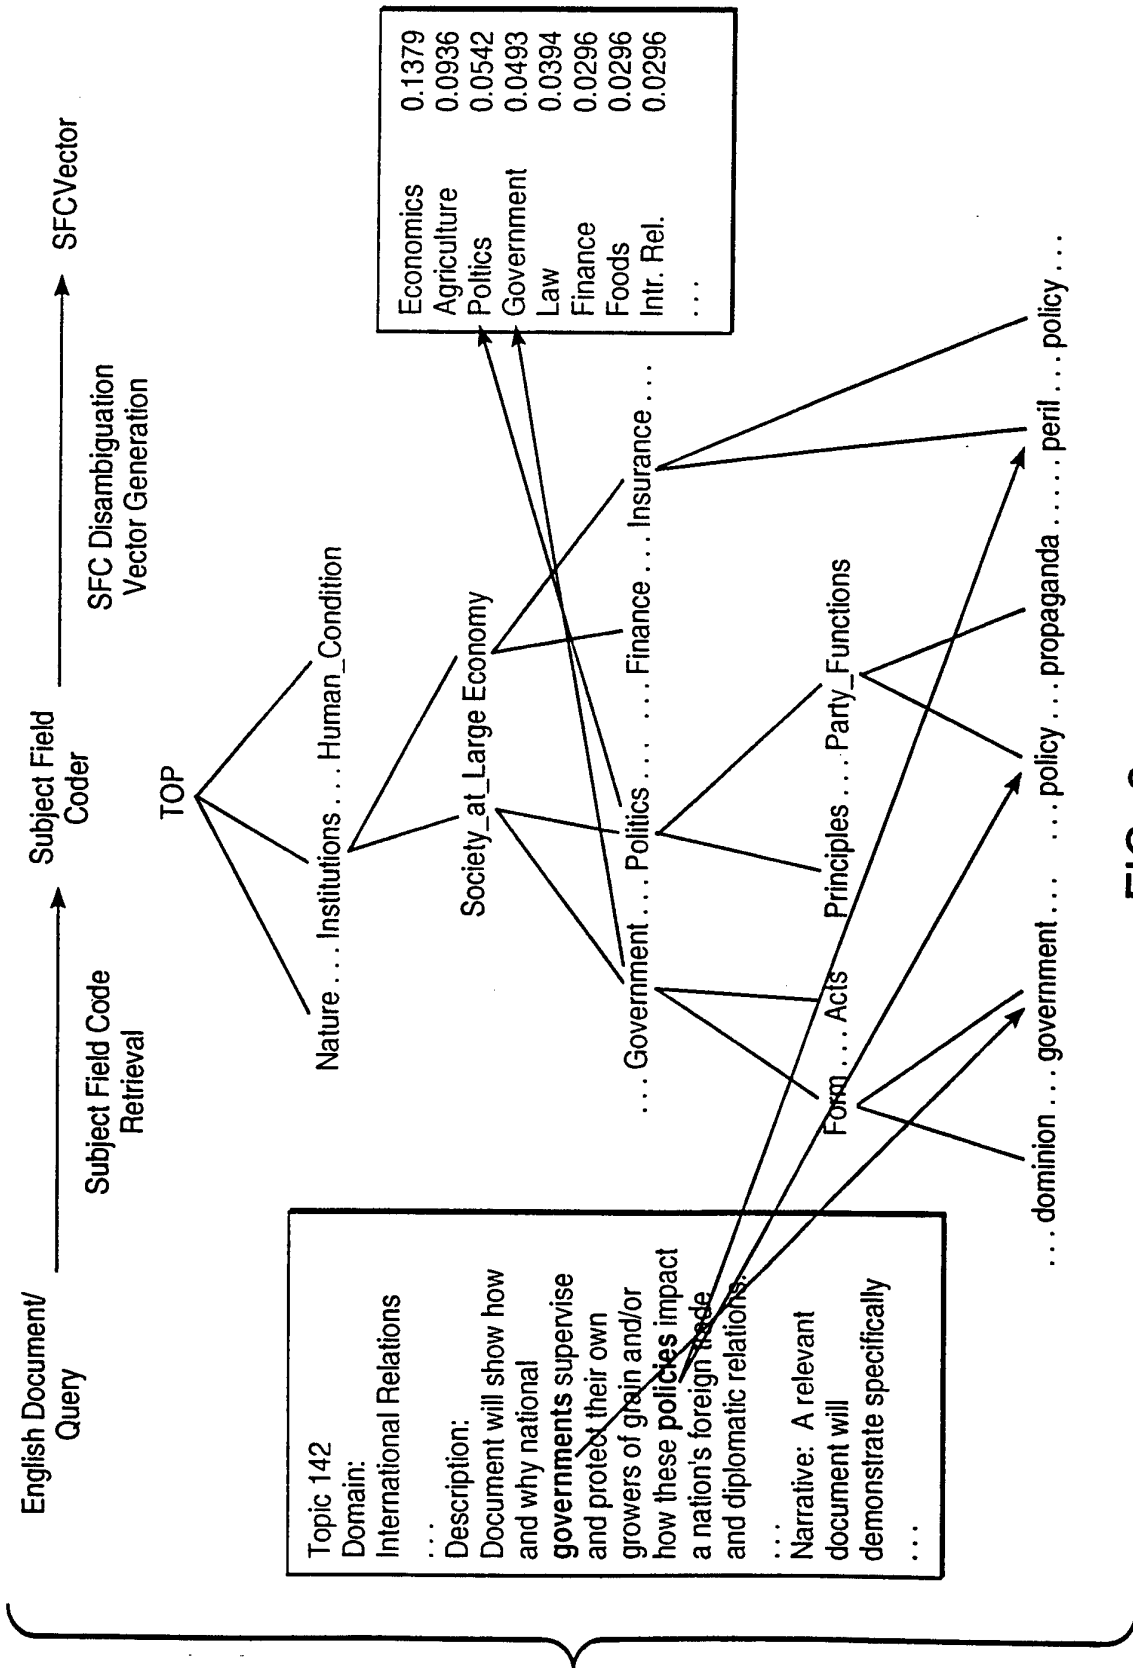 English Document/
Query
Subject Field Code
Retrieval
Subject Field
Coder
SFC Disambiguation
Vector Generation
SFCVector
Topic 142
Domain:
International Relations
...
Description:
Document will show how
and why national
governments supervise
and protect their own
growers of grain and/or
how these policies impact
a nation's foreign trade
and diplomatic relations.
...
Narrative: A relevant
document will
demonstrate specifically
...
TOP
Nature ... Institutions ... Human_Condition
Society_at_Large Economy
... Government .... Politics .... .... Finance .... Insurance ....
Form .... Acts Principles .... Party_Functions
... dominion .... government .... ... policy ... propaganda ..... peril .... policy ...
Economics 0.1379
Agriculture 0.0936
Poltics 0.0542
Government 0.0493
Law 0.0394
Finance 0.0296
Foods 0.0296
Intr. Rel. 0.0296
...